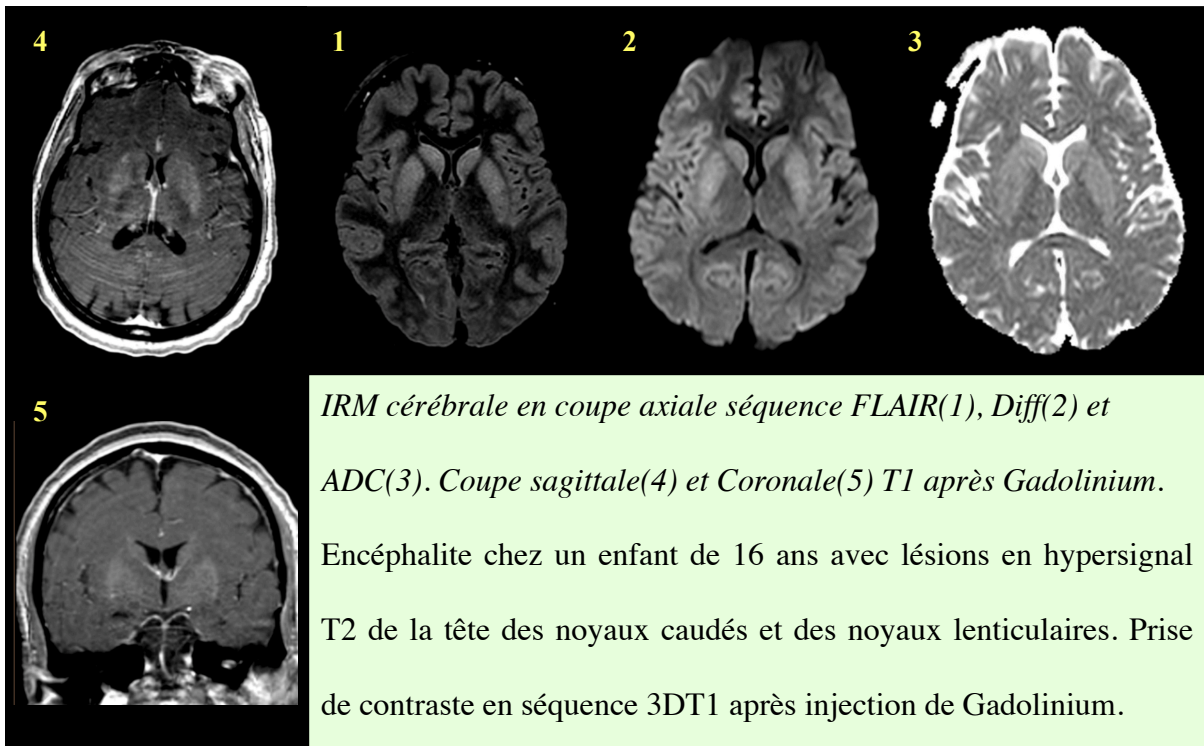 4
1
2
3
5
IRM cérébrale en coupe axiale séquence FLAIR(1), Diff(2) et
ADC(3). Coupe sagittale(4) et Coronale(5) T1 après Gadolinium.
Encéphalite chez un enfant de 16 ans avec lésions en hypersignal
T2 de la tête des noyaux caudés et des noyaux lenticulaires. Prise
de contraste en séquence 3DT1 après injection de Gadolinium.